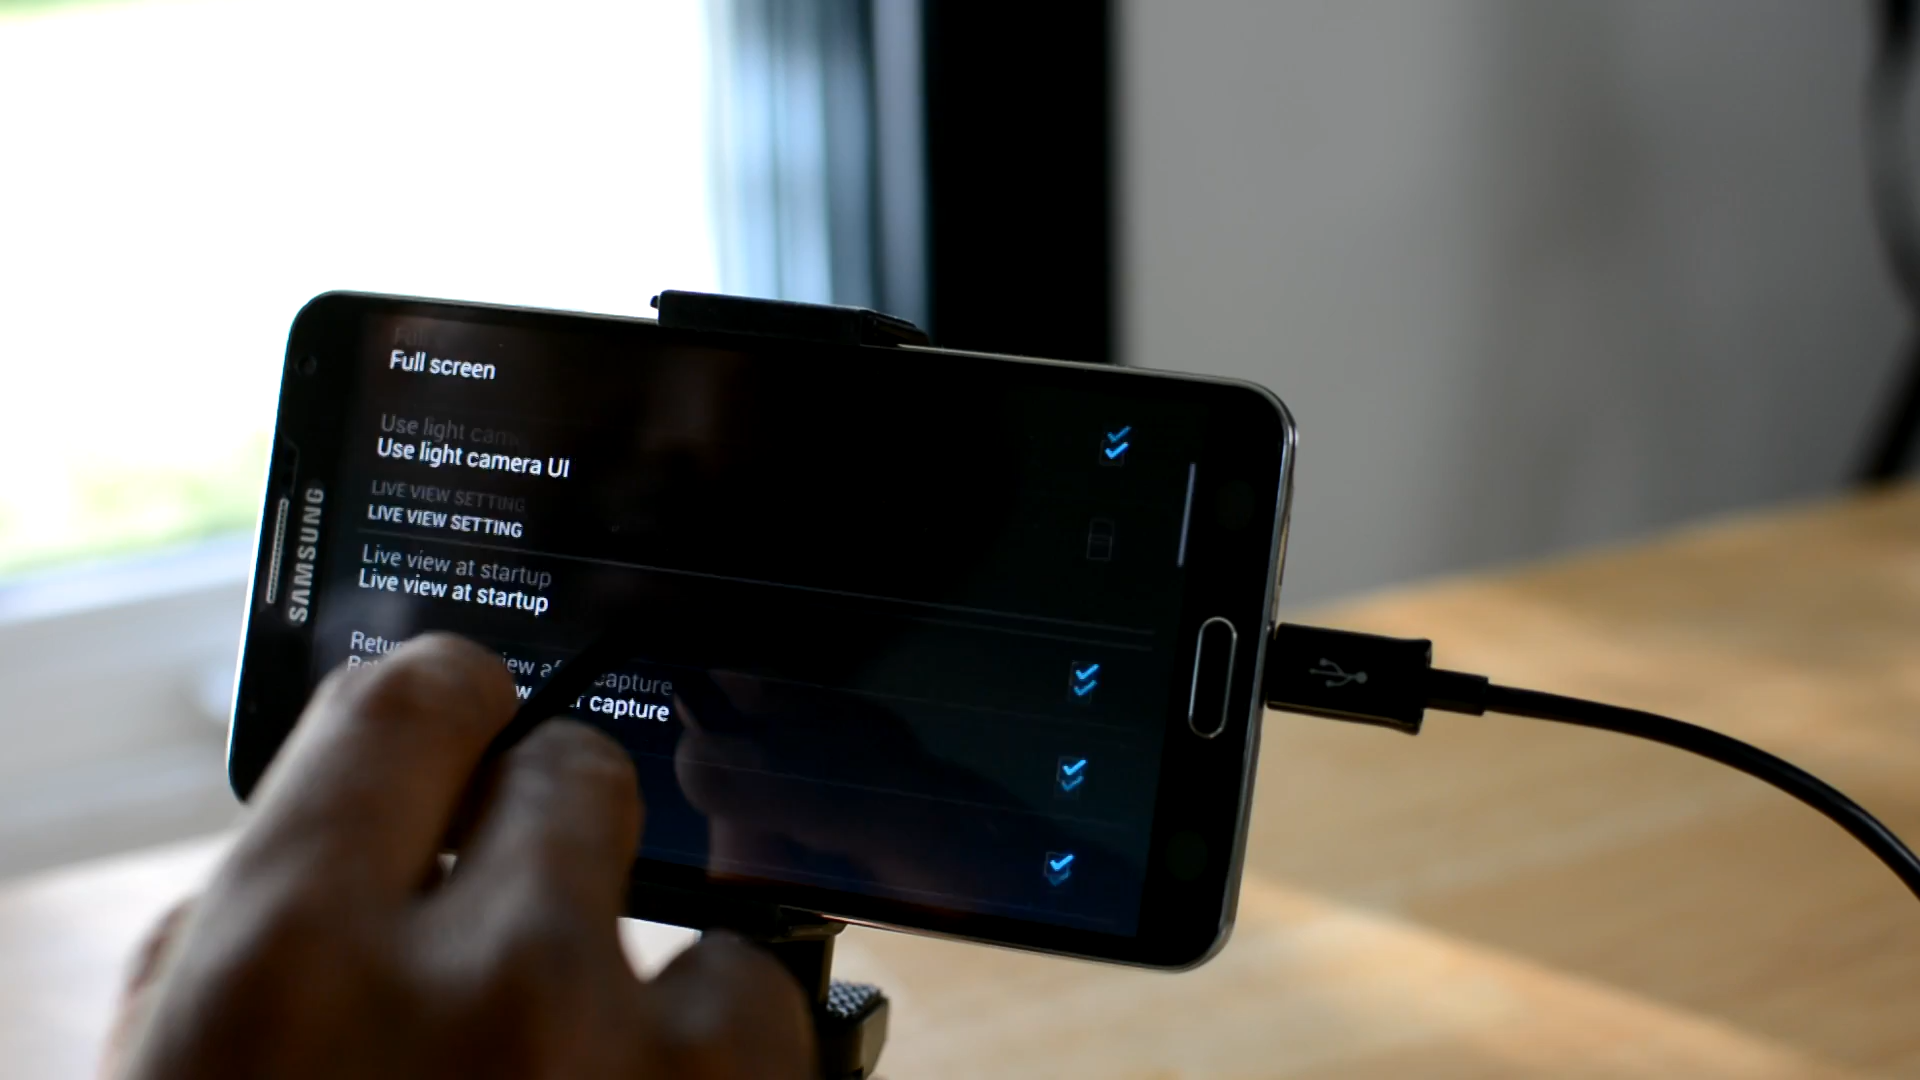 Full screen
Use light camera UI
LIVE VIEW SETTING
Live view at startup
capture
SAMSUNG